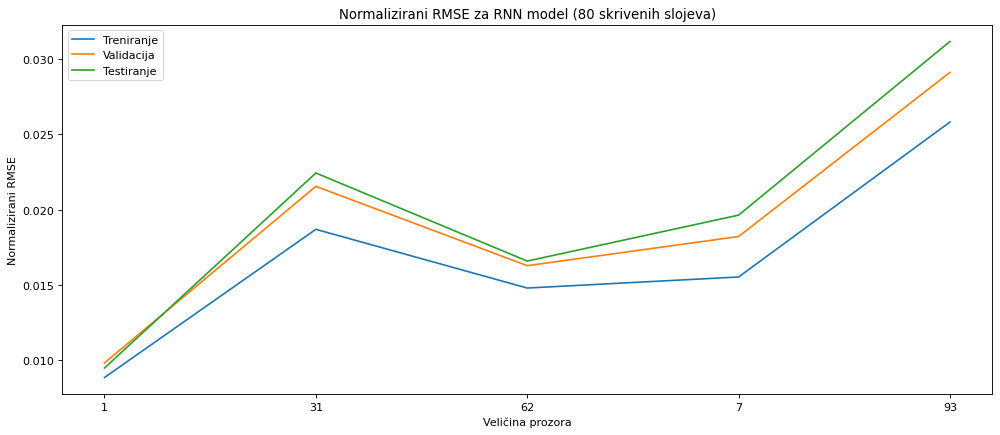 Normalizirani RMSE za RNN model (80 skrivenih slojeva)
Treniranje
Validacija
Testiranje
Normalizirani RMSE
0.030
0.025
0.020
0.015
0.010
1 31 62 7 93
Veličina prozora